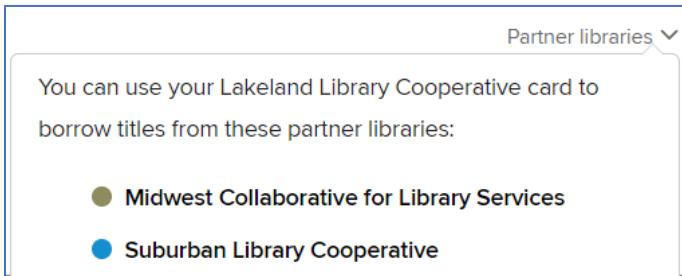 Partner libraries
You can use your Lakeland Library Cooperative card to
borrow titles from these partner libraries:
Midwest Collaborative for Library Services
Suburban Library Cooperative